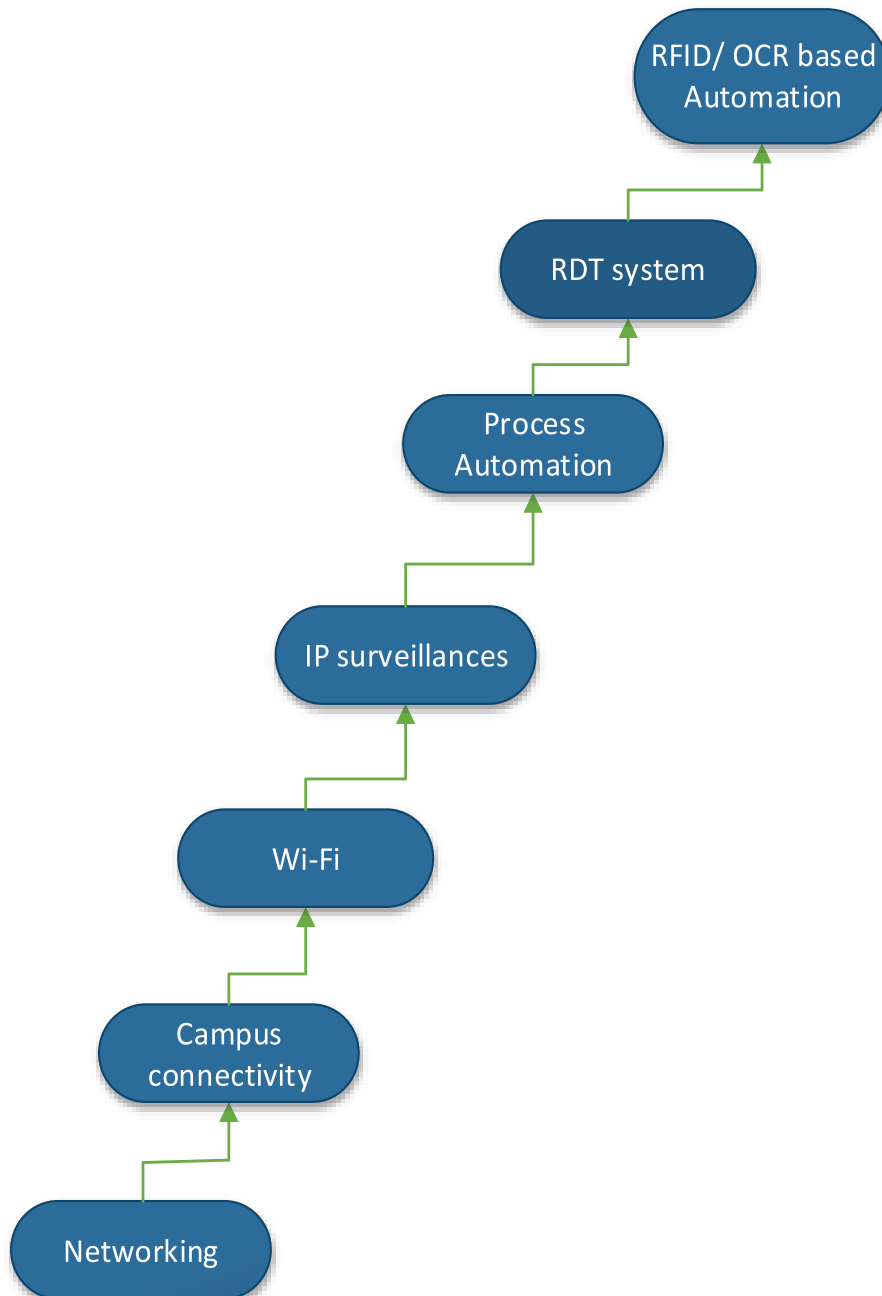 RFID/ OCR based
Automation
RDT system
Process
Automation
IP surveillances
Wi-Fi
Campus
connectivity
Networking